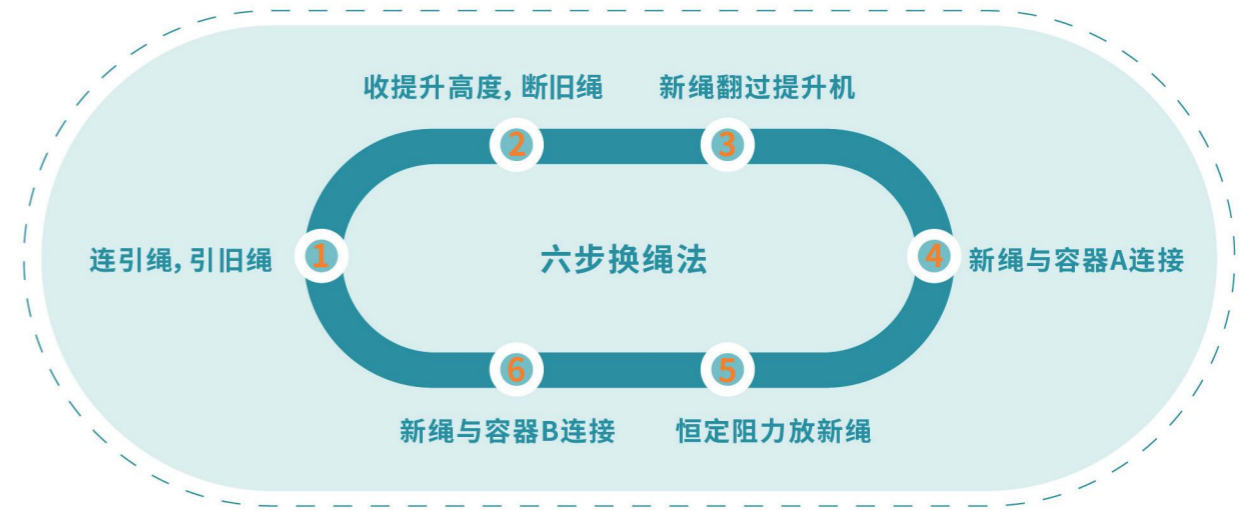 收提升高度，断旧绳
新绳翻过提升机
2
3
连引绳，引旧绳
1
六步换绳法
4
新绳与容器A连接
6
5
新绳与容器B连接
恒定阻力放新绳